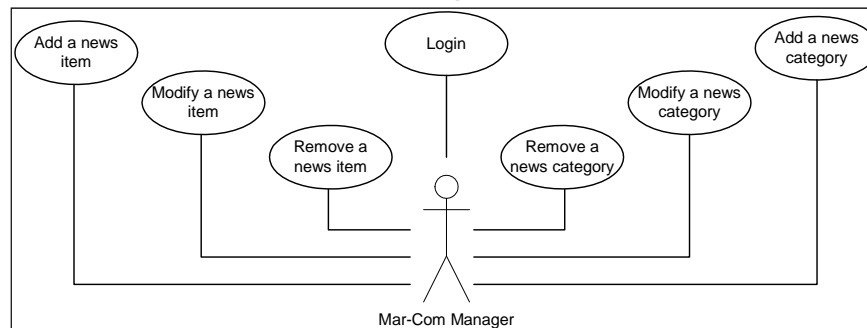 Add a news
item
Login
Add a news
category
Modify a news
item
Modify a news
category
Remove a
news item
Remove a
news category
Mar-Com Manager